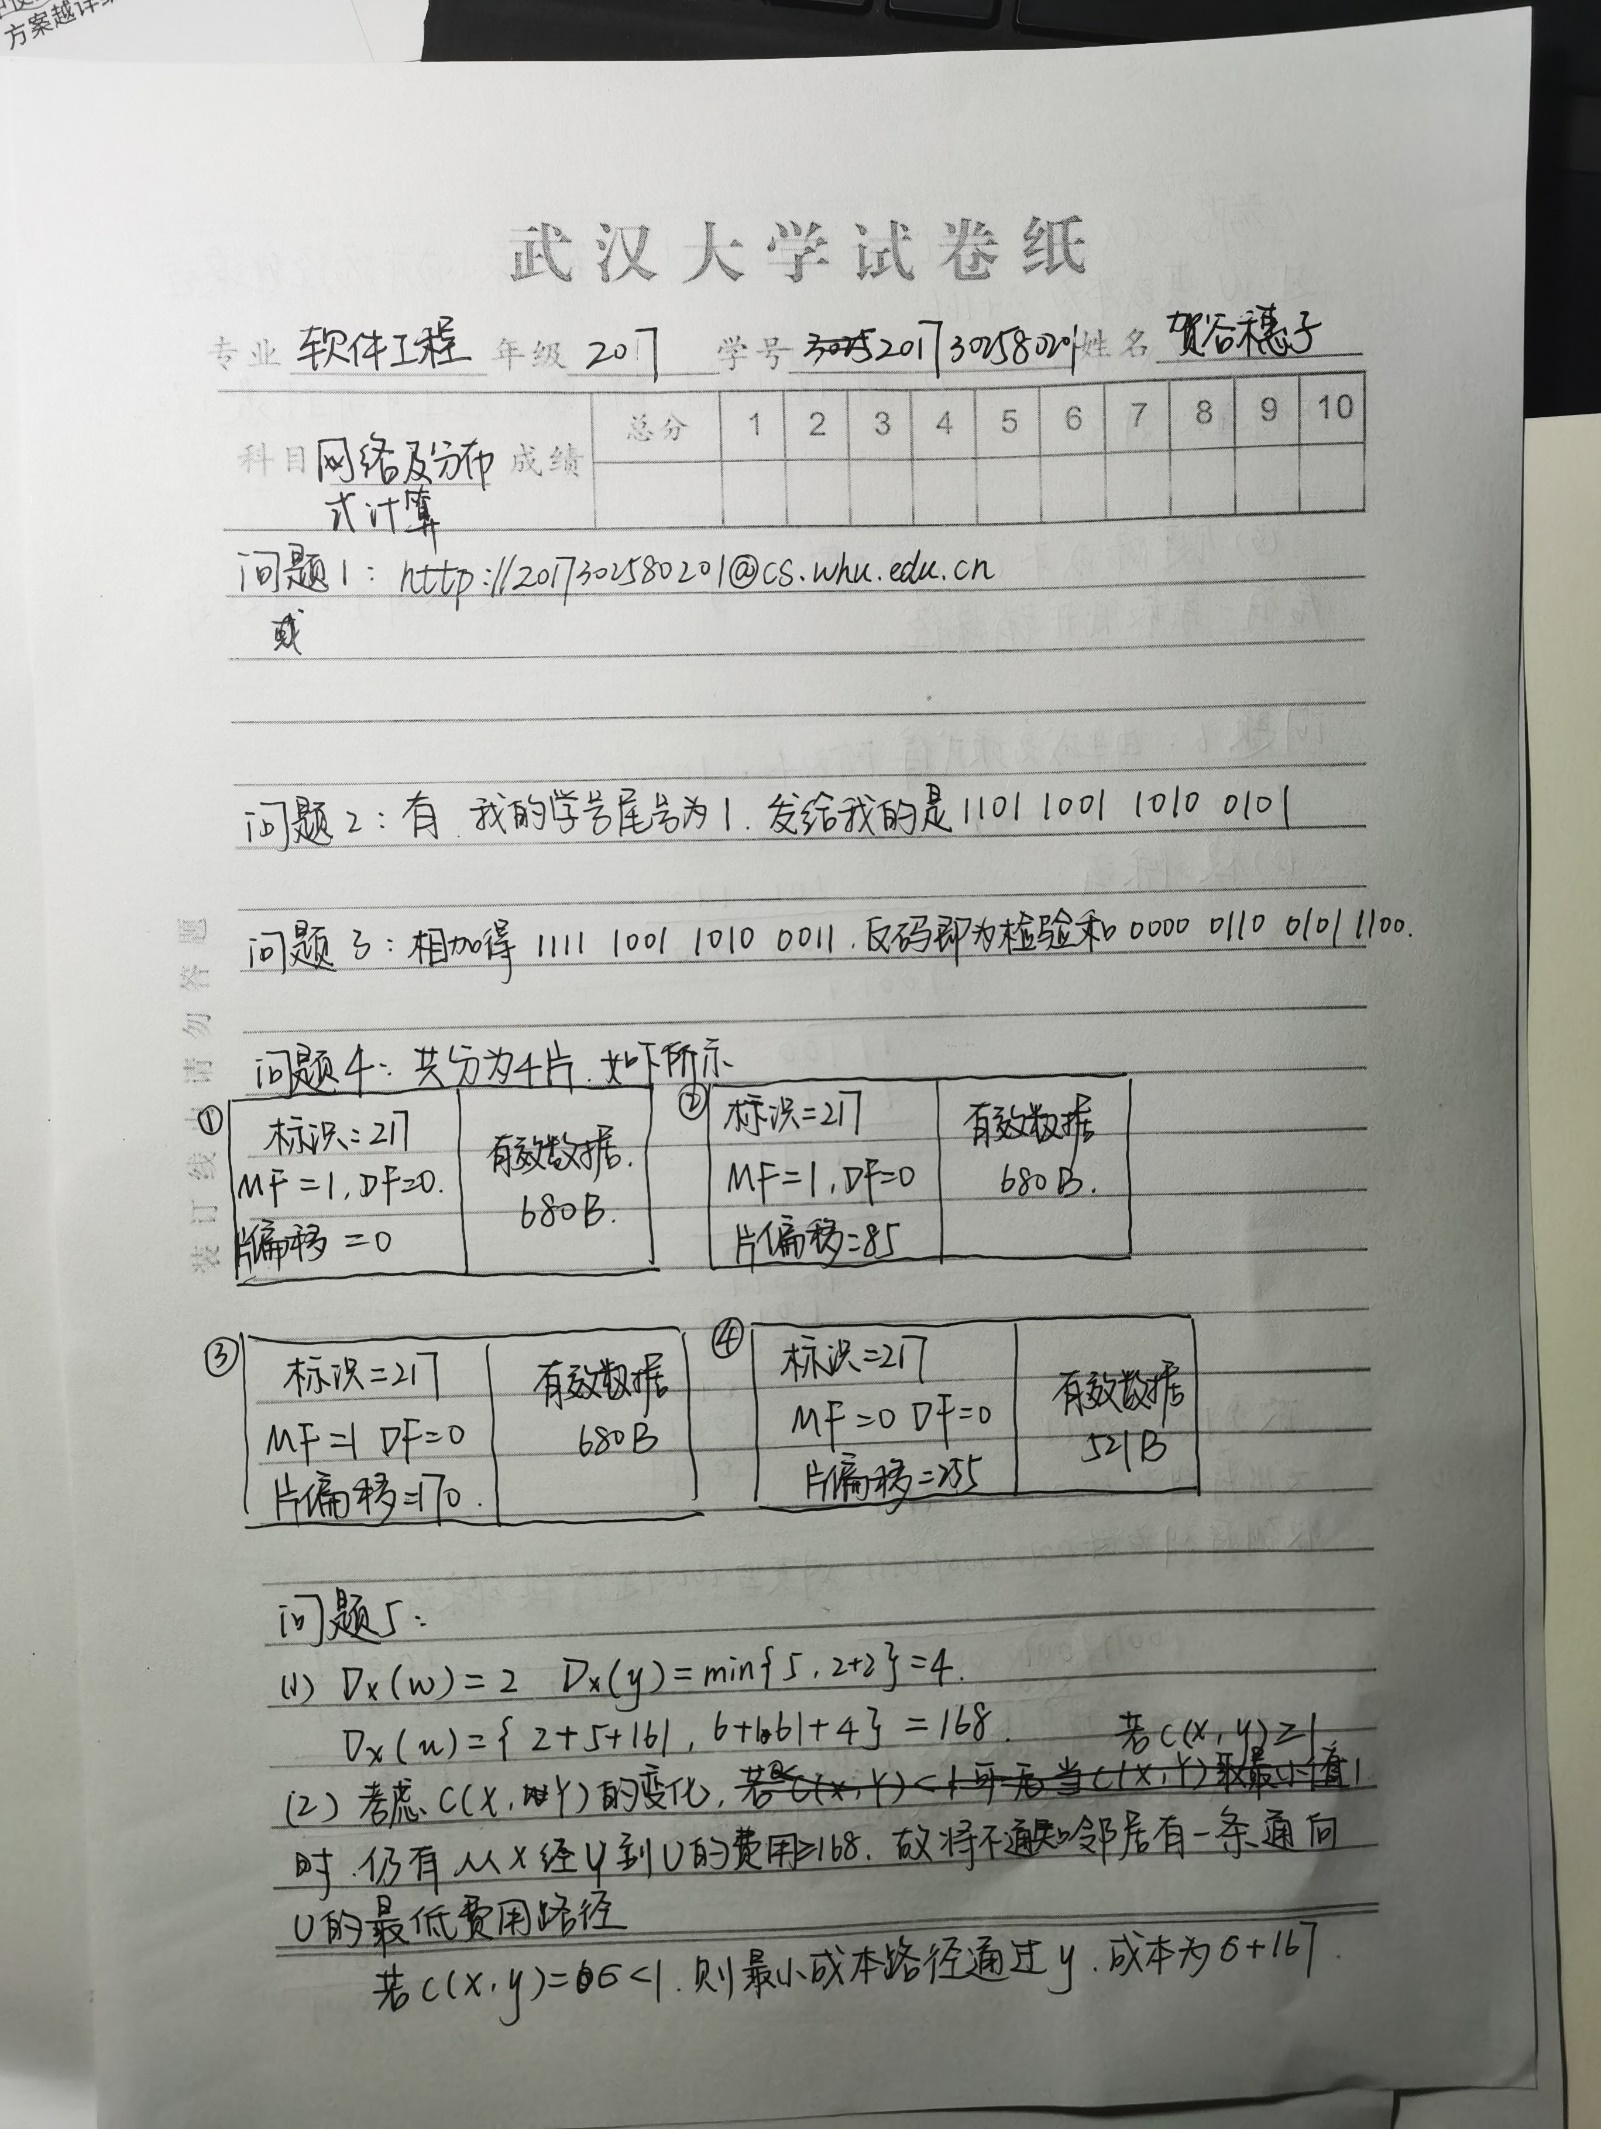 方案越详
武汉大学试卷纸
专业 软件工程 年级 2017 学号 2017302580201 姓名 贺谷穗子
科目 网络及分布式计算 成绩 总分 1 2 3 4 5 6 7 8 9 10
问题1: http://2017302580201@cs.whu.edu.cn
或
问题2:有.我的学号尾号为1.发给我的是1101 1001 1010 0101
问题3:相加得 1111 1001 1010 0011.反码即为检验和 0000 0110 0101 1100.
问题4:共分为4片.如下所示
①
标识=217
MF=1,DF=0.
片偏移=0
有效数据.
680B.
②
标识=217
MF=1,DF=0
片偏移=85
有效数据
680B.
③
标识=217
MF=1 DF=0
片偏移=170.
有效数据
680B
④
标识=217
MF=0 DF=0
片偏移=255
有效数据
521B
问题5:
(1) Dx(w)=2 Dx(y)=min{5,2+2}=4.
Dx(u)={2+5+161, 6+161+4}=168.
若C(x,y)≥1
(2)考虑C(X,Y)的变化,
时.仍有从X经y到U的费用≥168.故将不通知邻居有一条通向
U的最低费用路径
若C(x,y)=6<1.则最小成本路径通过y.成本为6+167.
装订线上请勿答题